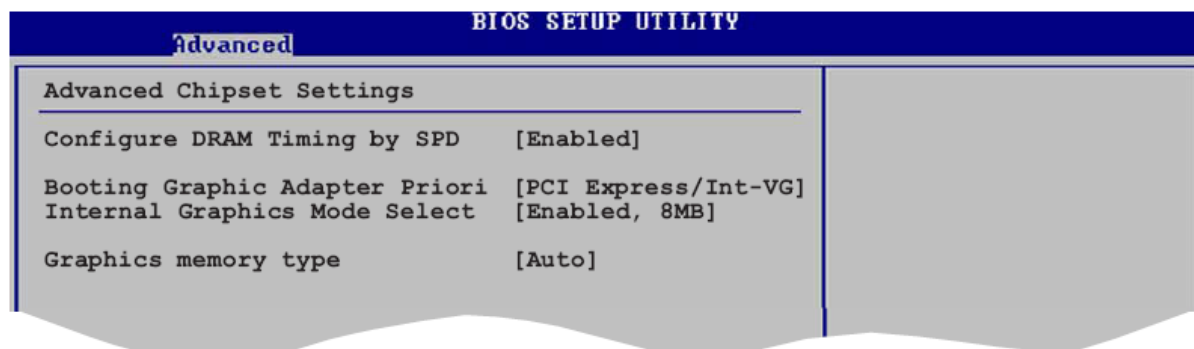 BIOS SETUP UTILITY
Advanced
Advanced Chipset Settings
Configure DRAM Timing by SPD [Enabled]
Booting Graphic Adapter Priori [PCI Express/Int-VG]
Internal Graphics Mode Select [Enabled, 8MB]
Graphics memory type [Auto]